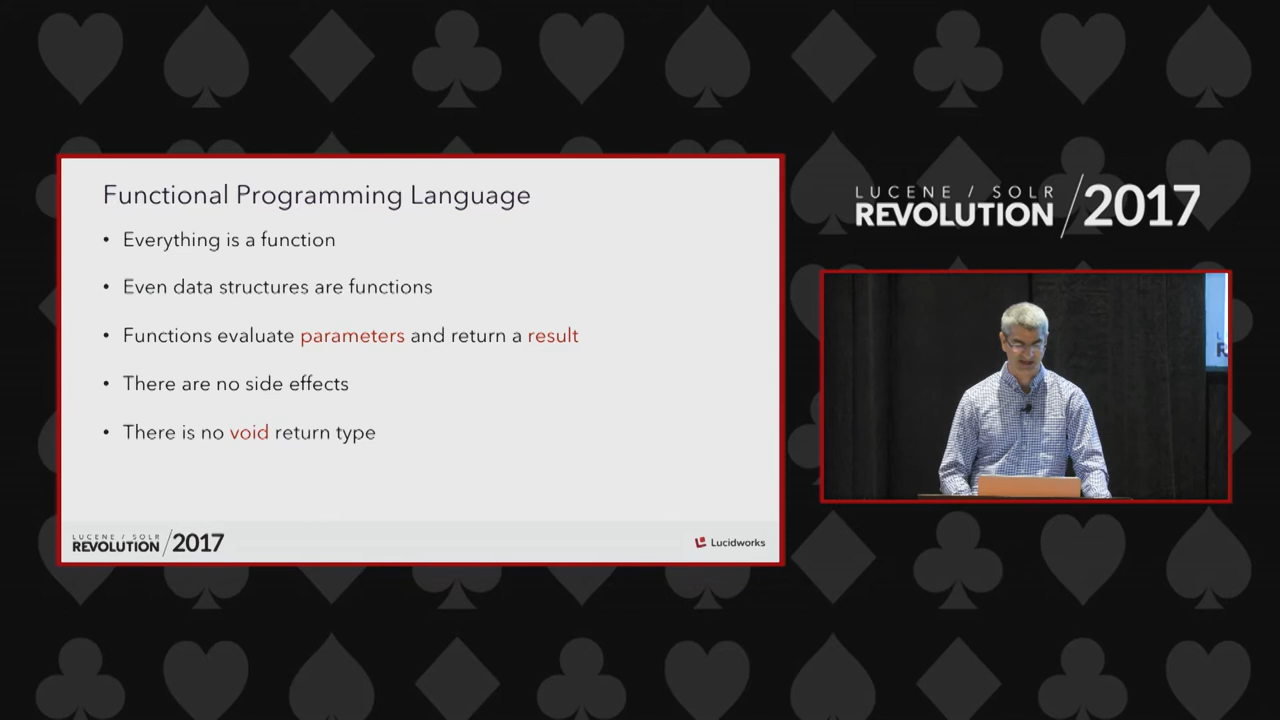 Functional Programming Language
• Everything is a function
• Even data structures are functions
• Functions evaluate parameters and return a result
• There are no side effects
• There is no void return type
LUCENE / SOLR
REVOLUTION / 2017
Lucidworks
LUCENE / SOLR
REVOLUTION / 2017